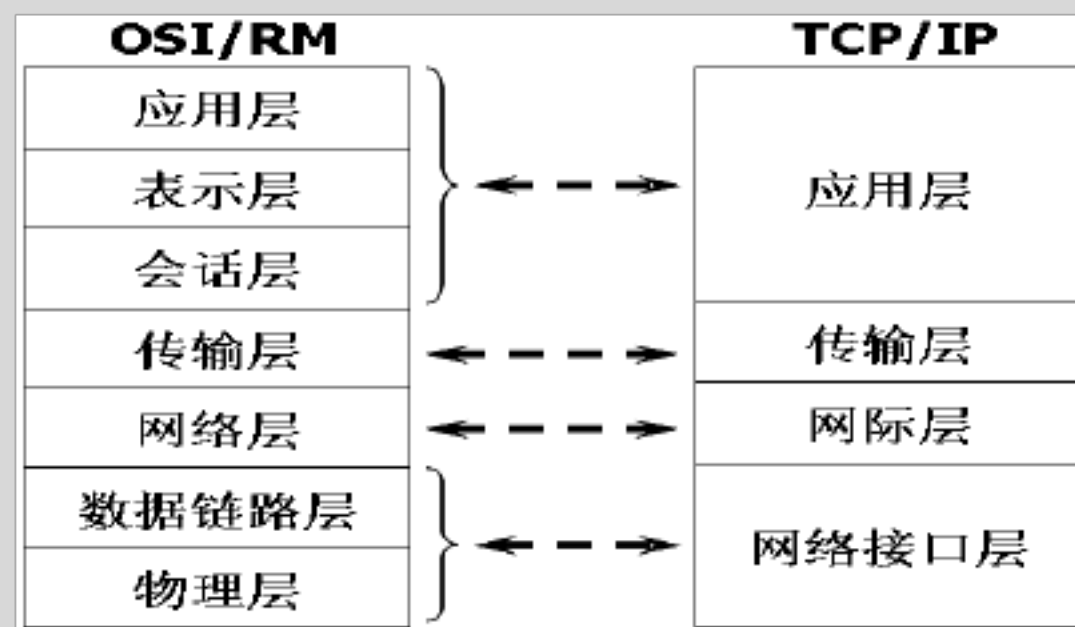 OSI/RM
应用层
表示层
会话层
传输层
网络层
数据链路层
物理层
TCP/IP
应用层
传输层
网际层
网络接口层